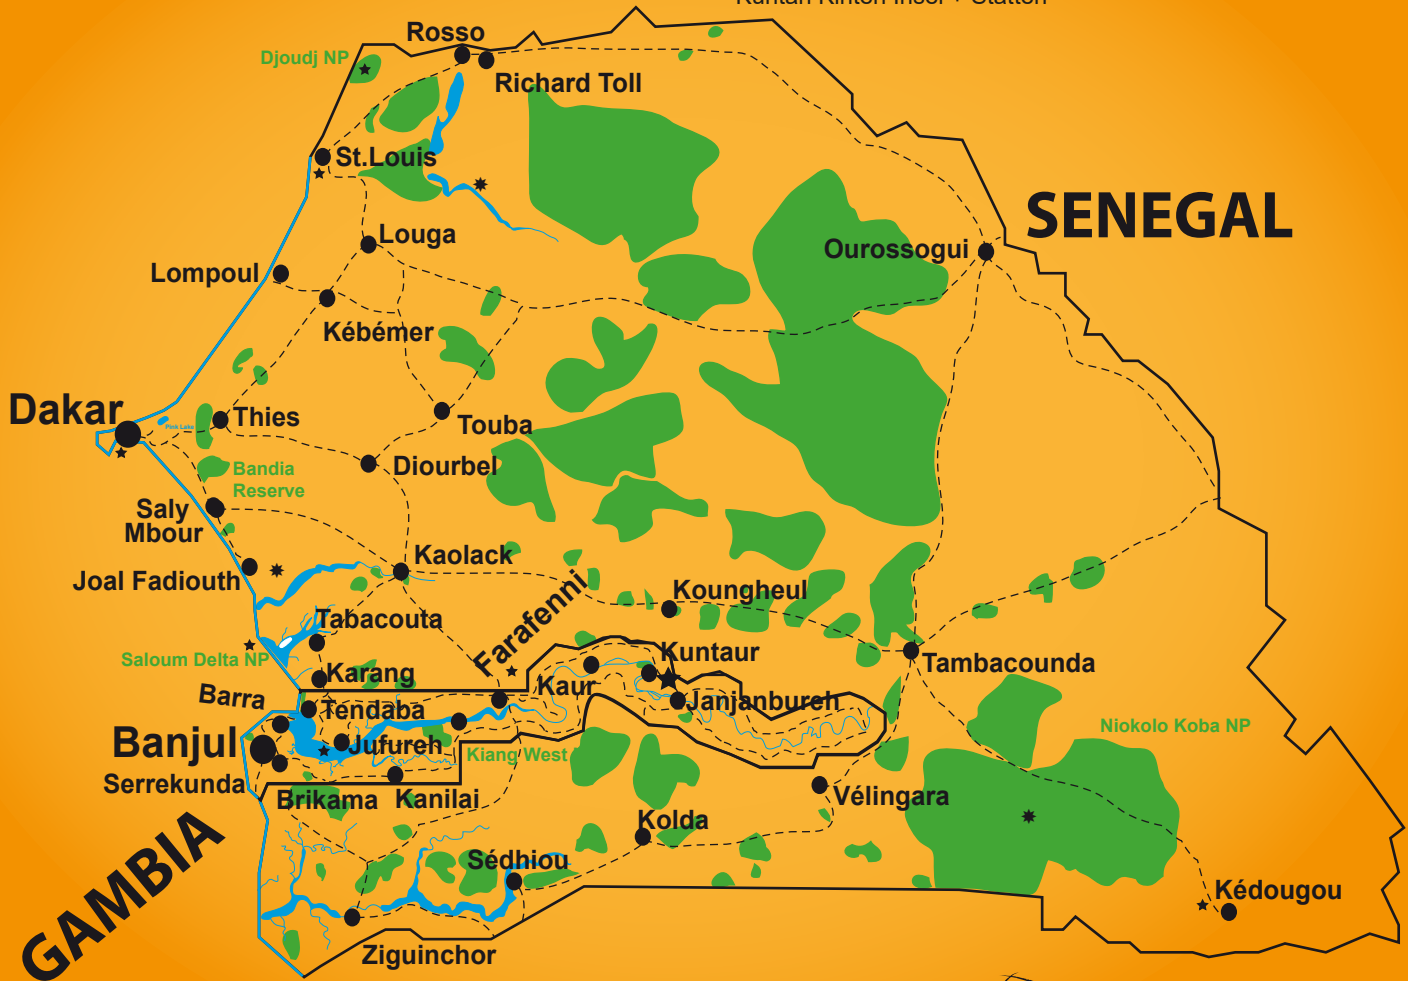 Rosso
Djoudj NP
Richard Toll
St.Louis
SENEGAL
Louga
Ourossogui
Lompoul
Kébémer
Dakar
Pink Lake
Thies
Touba
Diourbel
Bandia
Reserve
Saly
Mbour
Kaolack
Joal Fadiouth
Farafenni
Koungheul
Tabacouta
Saloum Delta NP
Kuntaur
Tambacounda
Karang
Kaur
Barra
Janjanbureh
Tendaba
Niokolo Koba NP
Banjul
Jufureh
Kiang West
Serrekunda
Brikama
Kanilai
Vélingara
GAMBIA
Kolda
Sédhiou
Kédougou
Ziguinchor